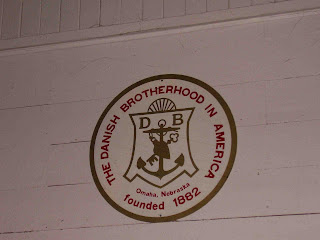 THE DANISH BROTHERHOOD IN AMERICA
D B
Omaha, Nebraska
founded 1882